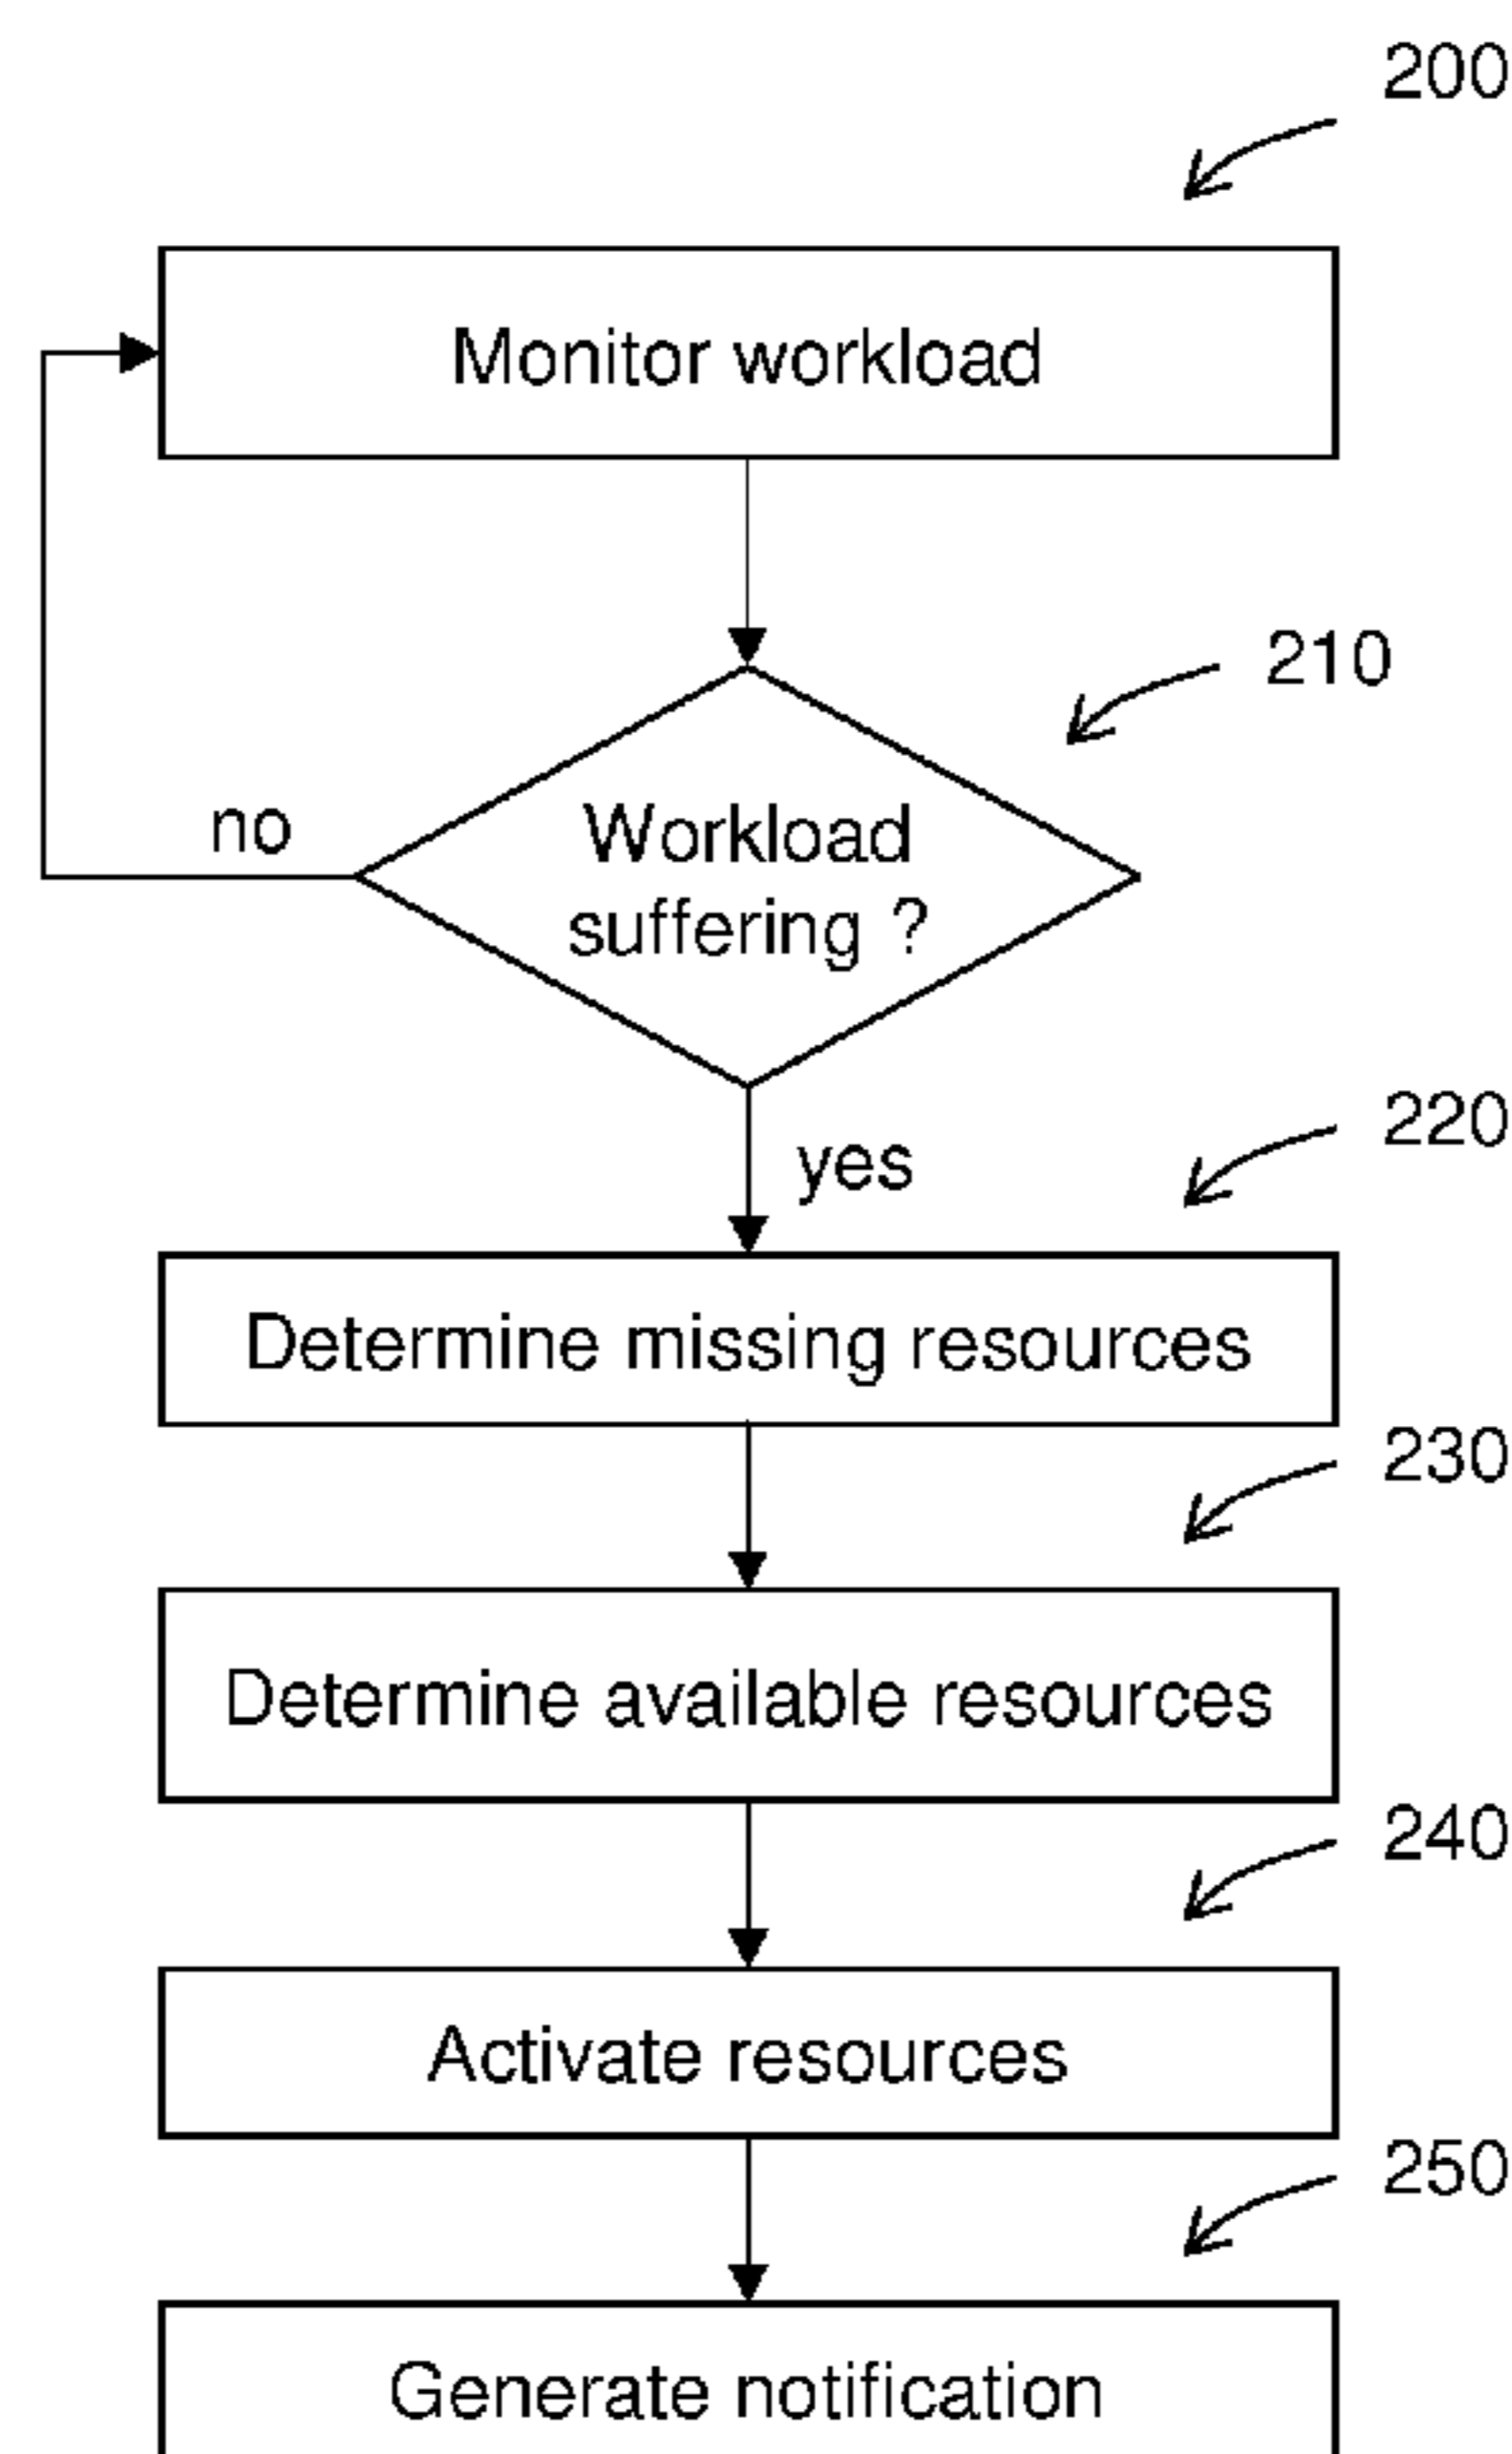 200
Monitor workload
210
no
Workload
suffering ?
yes
220
Determine missing resources
230
Determine available resources
240
Activate resources
250
Generate notification